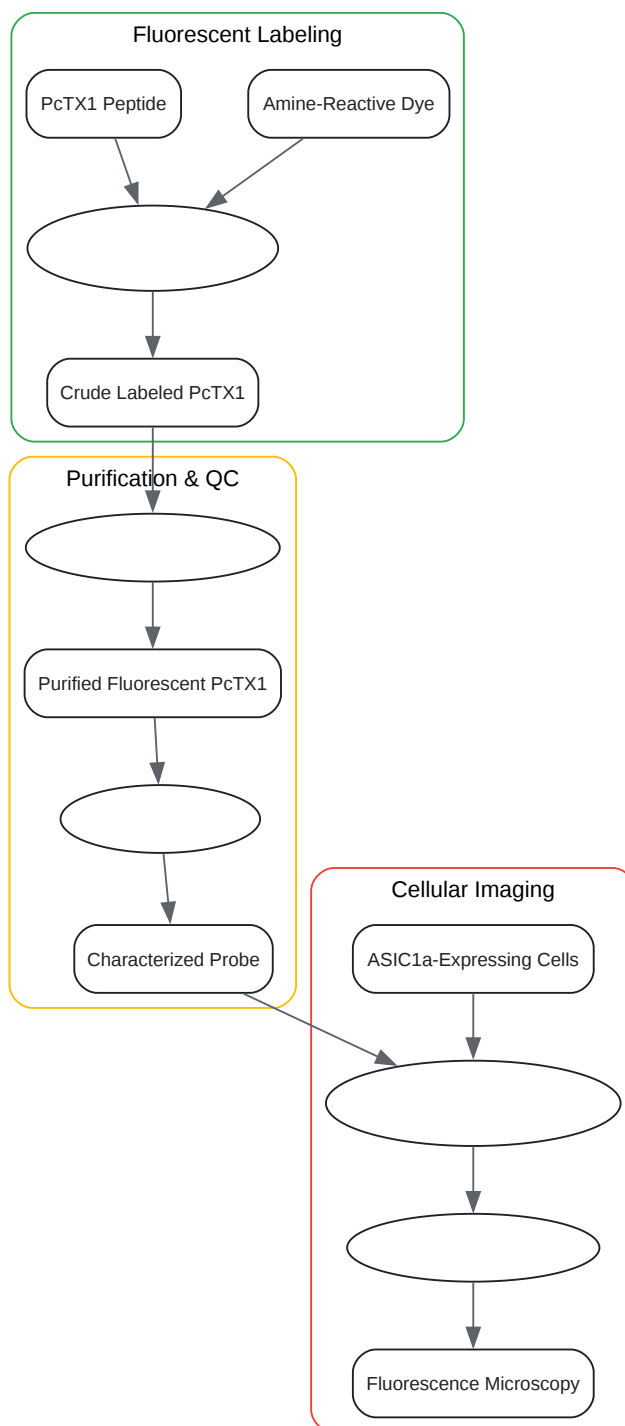 Fluorescent Labeling
PcTX1 Peptide
Amine-Reactive Dye
Crude Labeled PcTX1
Purification & QC
Purified Fluorescent PcTX1
Characterized Probe
Cellular Imaging
ASIC1a-Expressing Cells
Fluorescence Microscopy